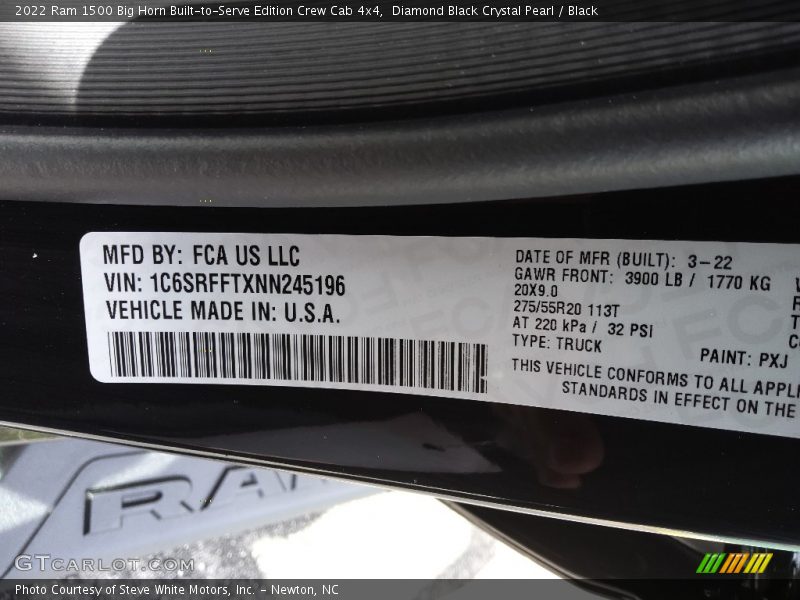 2022 Ram 1500 Big Horn Built-to-Serve Edition Crew Cab 4x4, Diamond Black Crystal Pearl / Black
MFD BY: FCA US LLC
VIN: 1C6SRFFTXNN245196
VEHICLE MADE IN: U.S.A.
DATE OF MFR (BUILT): 3-22
GAWR FRONT: 3900 LB / 1770 KG
20X9.0
275/55R20 113T
AT 220 kPa / 32 PSI
TYPE: TRUCK
PAINT: PXJ
THIS VEHICLE CONFORMS TO ALL APPLI
STANDARDS IN EFFECT ON THE
RAM
GTCARLOT.COM
Photo Courtesy of Steve White Motors, Inc. - Newton, NC